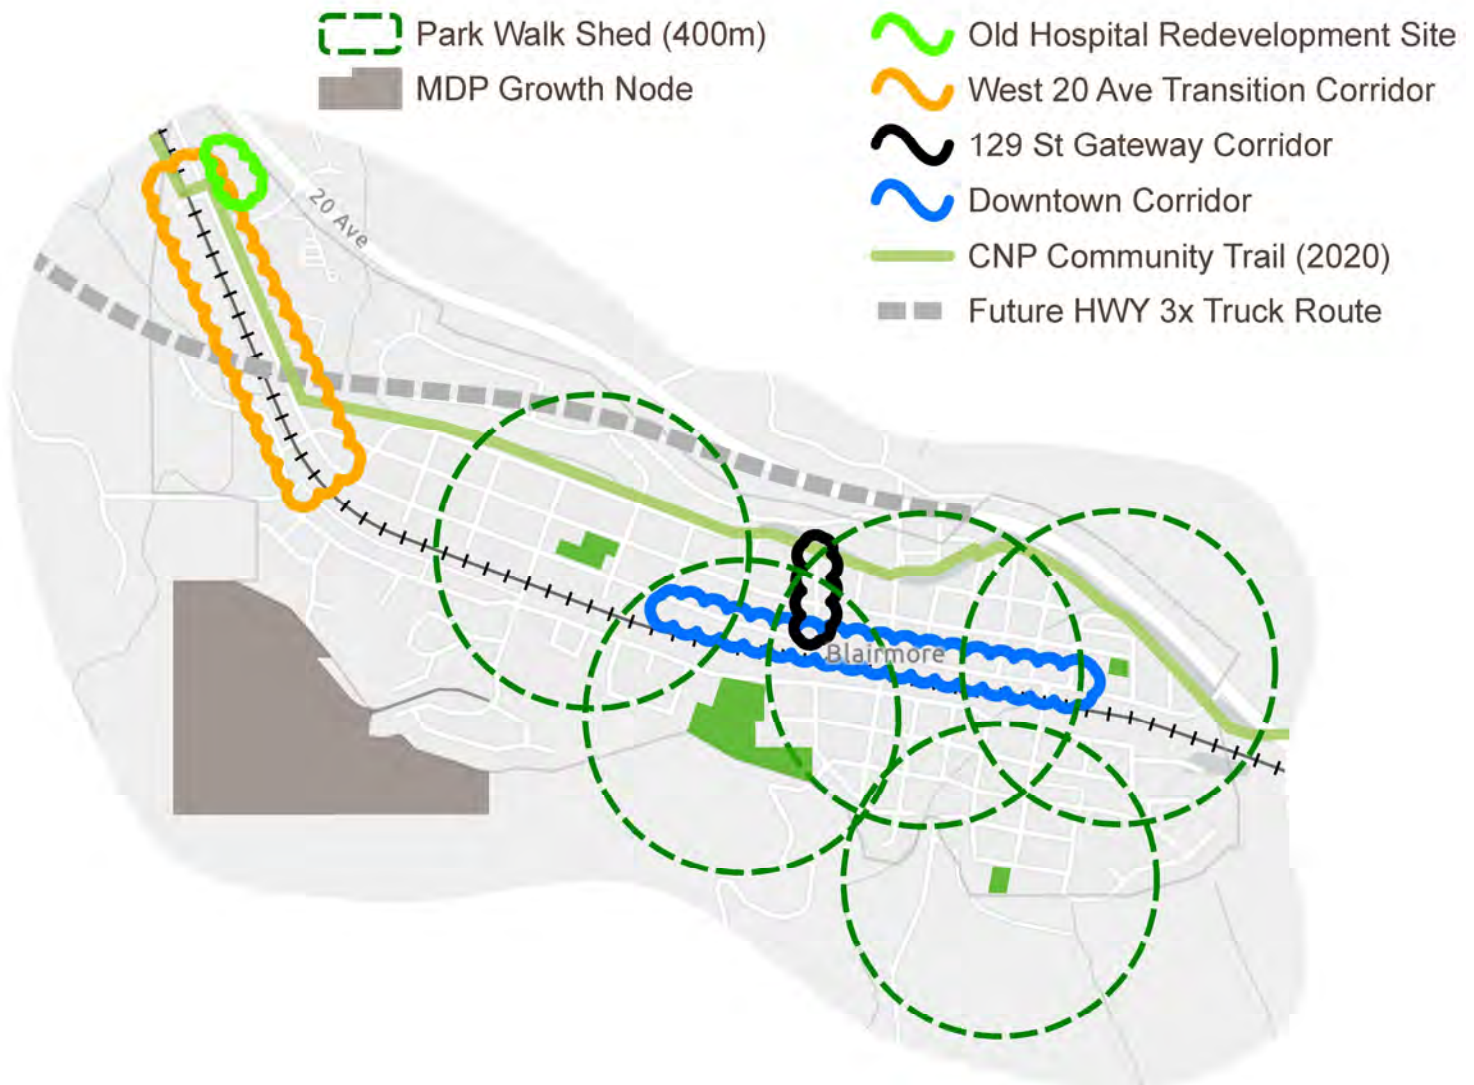 Park Walk Shed (400m)
MDP Growth Node
Old Hospital Redevelopment Site
West 20 Ave Transition Corridor
129 St Gateway Corridor
Downtown Corridor
CNP Community Trail (2020)
Future HWY 3x Truck Route
20 Ave
Blairmore